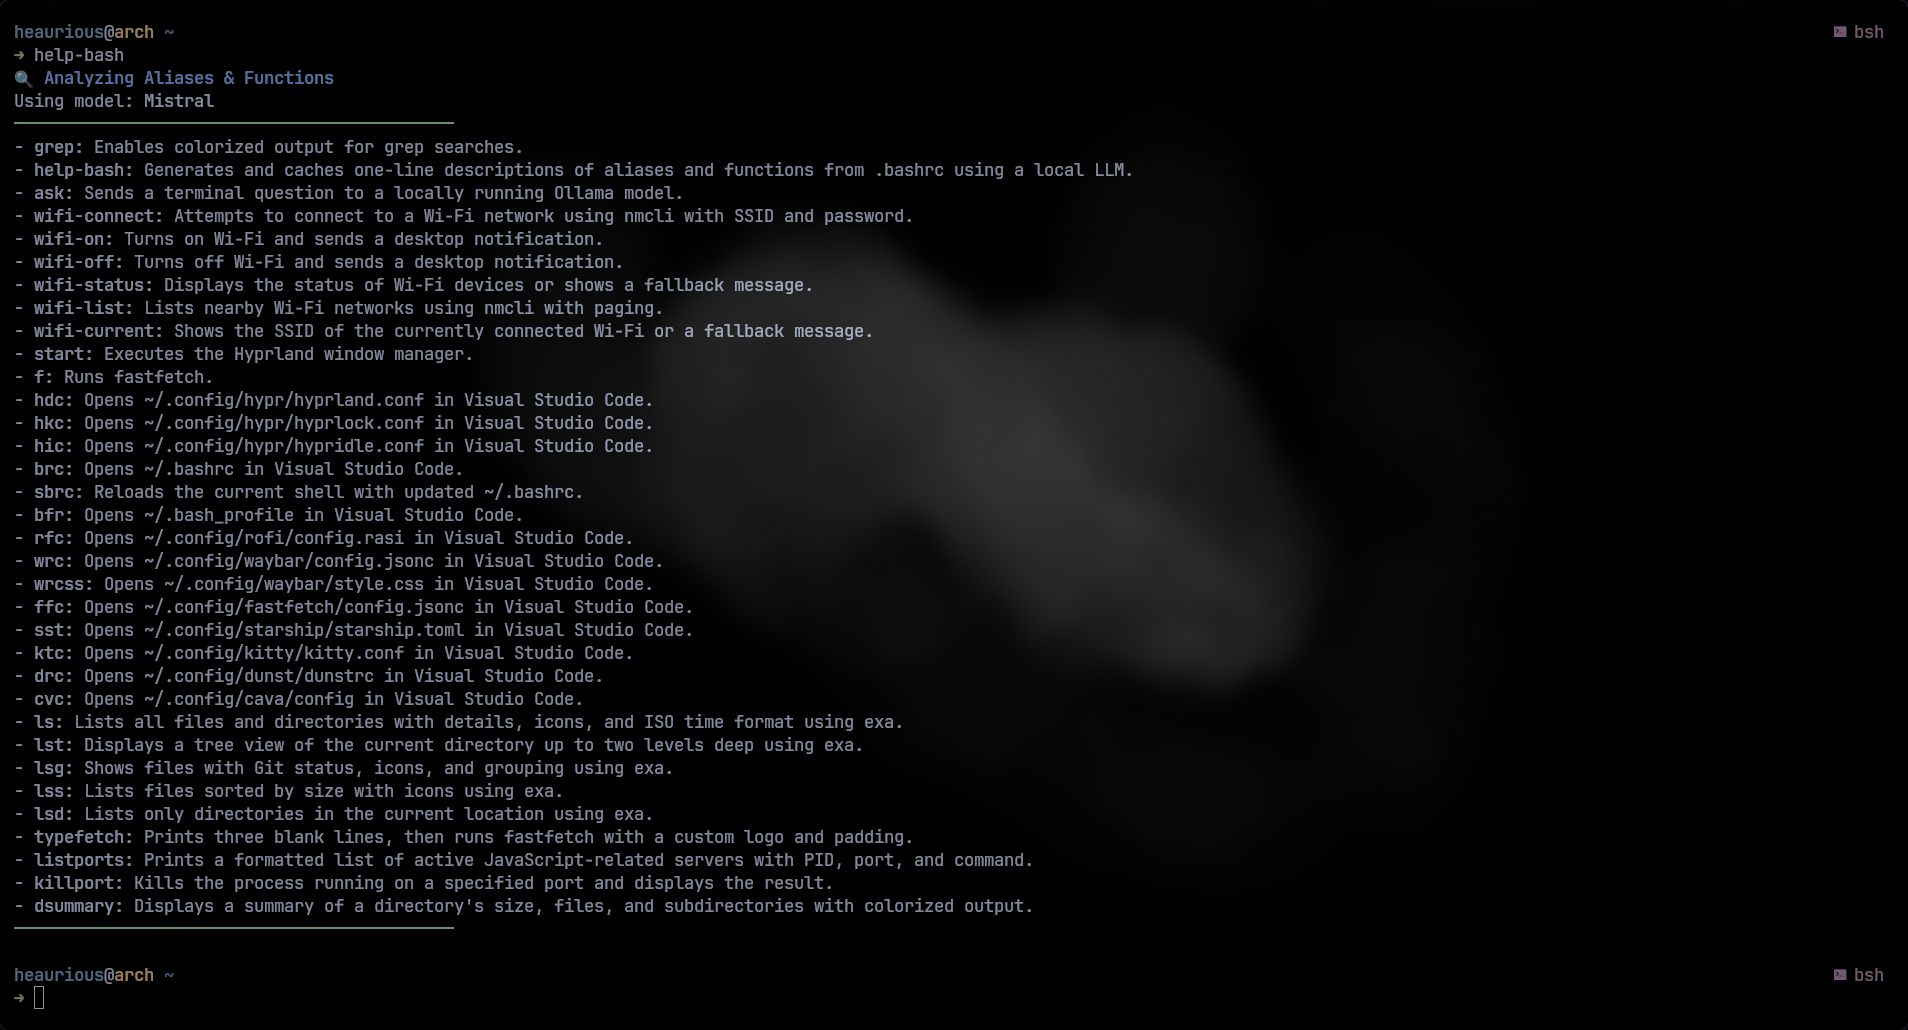 heaurious@arch ~ bsh
→ help-bash
🔍 Analyzing Aliases & Functions
Using model: Mistral
- grep: Enables colorized output for grep searches.
- help-bash: Generates and caches one-line descriptions of aliases and functions from .bashrc using a local LLM.
- ask: Sends a terminal question to a locally running Ollama model.
- wifi-connect: Attempts to connect to a Wi-Fi network using nmcli with SSID and password.
- wifi-on: Turns on Wi-Fi and sends a desktop notification.
- wifi-off: Turns off Wi-Fi and sends a desktop notification.
- wifi-status: Displays the status of Wi-Fi devices or shows a fallback message.
- wifi-list: Lists nearby Wi-Fi networks using nmcli with paging.
- wifi-current: Shows the SSID of the currently connected Wi-Fi or a fallback message.
- start: Executes the Hyprland window manager.
- f: Runs fastfetch.
- hdc: Opens ~/.config/hypr/hyprland.conf in Visual Studio Code.
- hkc: Opens ~/.config/hypr/hyprlock.conf in Visual Studio Code.
- hic: Opens ~/.config/hypr/hypridle.conf in Visual Studio Code.
- brc: Opens ~/.bashrc in Visual Studio Code.
- sbrc: Reloads the current shell with updated ~/.bashrc.
- bfr: Opens ~/.bash_profile in Visual Studio Code.
- rfc: Opens ~/.config/rofi/config.rasi in Visual Studio Code.
- wrc: Opens ~/.config/waybar/config.jsonc in Visual Studio Code.
- wrcss: Opens ~/.config/waybar/style.css in Visual Studio Code.
- ffc: Opens ~/.config/fastfetch/config.jsonc in Visual Studio Code.
- sst: Opens ~/.config/starship/starship.toml in Visual Studio Code.
- ktc: Opens ~/.config/kitty/kitty.conf in Visual Studio Code.
- drc: Opens ~/.config/dunst/dunstrc in Visual Studio Code.
- cvc: Opens ~/.config/cava/config in Visual Studio Code.
- ls: Lists all files and directories with details, icons, and ISO time format using exa.
- lst: Displays a tree view of the current directory up to two levels deep using exa.
- lsg: Shows files with Git status, icons, and grouping using exa.
- lss: Lists files sorted by size with icons using exa.
- lsd: Lists only directories in the current location using exa.
- typefetch: Prints three blank lines, then runs fastfetch with a custom logo and padding.
- listports: Prints a formatted list of active JavaScript-related servers with PID, port, and command.
- killport: Kills the process running on a specified port and displays the result.
- dsummary: Displays a summary of a directory's size, files, and subdirectories with colorized output.
heaurious@arch ~ bsh
→